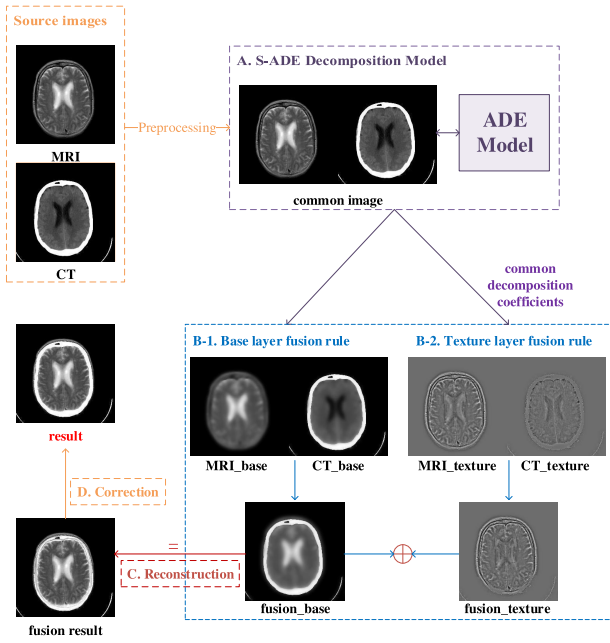 Source images
MRI
CT
Preprocessing
A. S-ADE Decomposition Model
ADE
Model
common image
common
decomposition
coefficients
B-1. Base layer fusion rule
B-2. Texture layer fusion rule
MRI_base
CT_base
MRI_texture
CT_texture
result
D. Correction
=
C. Reconstruction
fusion result
fusion_base
fusion_texture